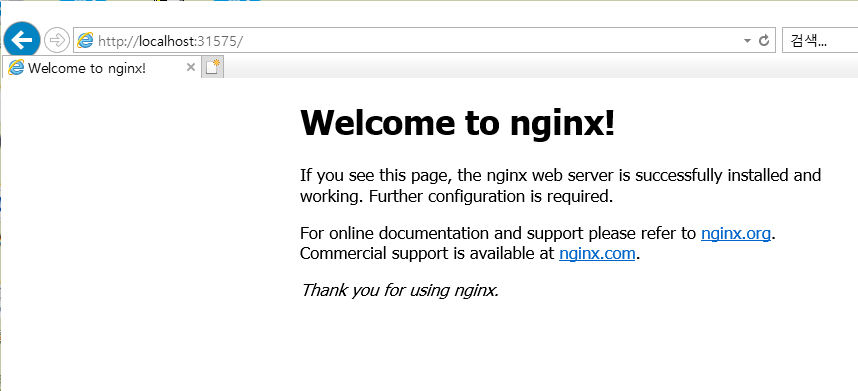 http://localhost:31575/
검색...
Welcome to nginx!
Welcome to nginx!
If you see this page, the nginx web server is successfully installed and
working. Further configuration is required.
For online documentation and support please refer to nginx.org.
Commercial support is available at nginx.com.
Thank you for using nginx.